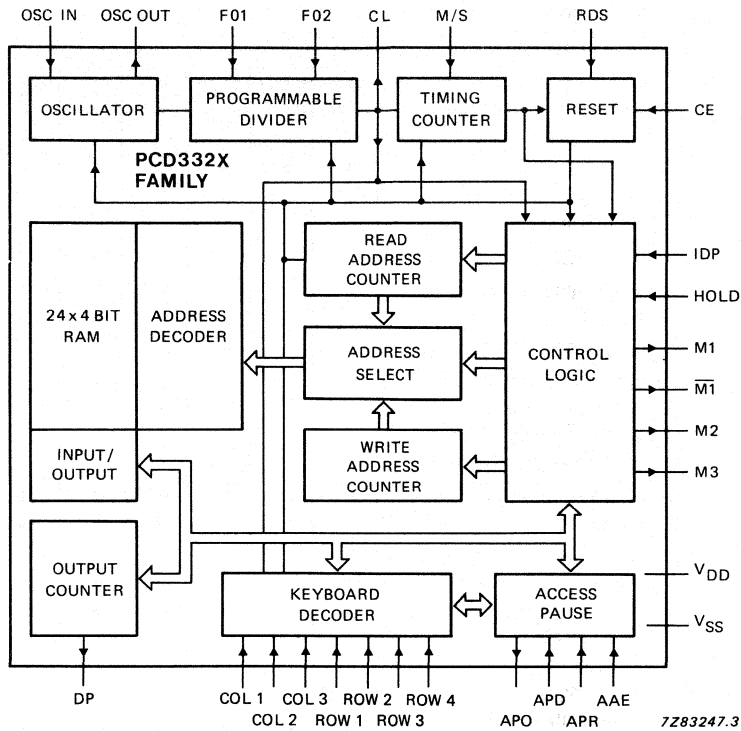 OSC IN OSC OUT F01 F02 CL M/S RDS
OSCILLATOR
PROGRAMMABLE
DIVIDER
TIMING
COUNTER
RESET
CE
PCD332X
FAMILY
READ
ADDRESS
COUNTER
IDP
HOLD
24 x 4 BIT
RAM
ADDRESS
DECODER
ADDRESS
SELECT
CONTROL
LOGIC
M1
M1
M2
M3
INPUT/
OUTPUT
WRITE
ADDRESS
COUNTER
OUTPUT
COUNTER
KEYBOARD
DECODER
ACCESS
PAUSE
VDD
VSS
DP
COL 1 COL 3 ROW 2 ROW 4 APD AAE
COL 2 ROW 1 ROW 3 APO APR
7Z83247.3